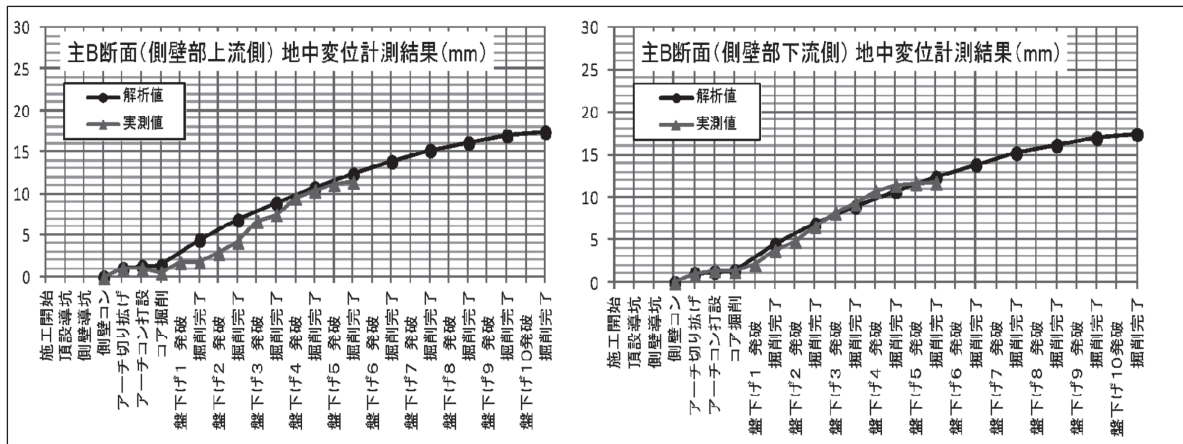 主B断面(側壁部上流側) 地中変位計測結果(mm)
解析値
実測値
30
25
20
15
10
5
0
施工開始
頂設導坑
側壁導坑
側壁コン
アーチ切り拡げ
アーチコン打設
コア掘削
盤下げ1 発破
掘削完了
盤下げ2 発破
掘削完了
盤下げ3 発破
掘削完了
盤下げ4 発破
掘削完了
盤下げ5 発破
掘削完了
盤下げ6 発破
掘削完了
盤下げ7 発破
掘削完了
盤下げ8 発破
掘削完了
盤下げ9 発破
掘削完了
盤下げ10発破
掘削完了
主B断面(側壁部下流側) 地中変位計測結果(mm)
解析値
実測値
30
25
20
15
10
5
0
施工開始
頂設導坑
側壁導坑
側壁コン
アーチ切り拡げ
アーチコン打設
コア掘削
盤下げ1 発破
掘削完了
盤下げ2 発破
掘削完了
盤下げ3 発破
掘削完了
盤下げ4 発破
掘削完了
盤下げ5 発破
掘削完了
盤下げ6 発破
掘削完了
盤下げ7 発破
掘削完了
盤下げ8 発破
掘削完了
盤下げ9 発破
掘削完了
盤下げ10発破
掘削完了